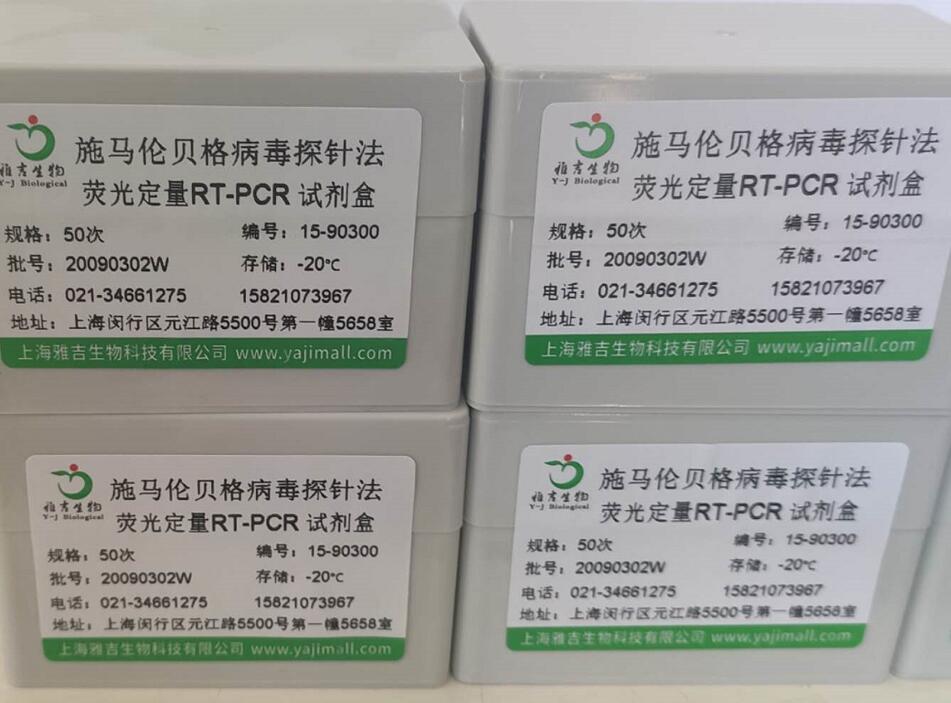 雅吉生物
Y-J Biological
施马伦贝格病毒探针法
荧光定量RT-PCR 试剂盒
规格：50次 编号：15-90300
批号：20090302W 存储：-20℃
电话：021-34661275 15821073967
地址：上海闵行区元江路5500号第一幢5658室
上海雅吉生物科技有限公司 www.yajimall.com
雅吉生物
Y-J Biological
施马伦贝格病毒探针法
荧光定量RT-PCR 试剂盒
规格：50次 编号：15-90300
批号：20090302W 存储：-20℃
电话：021-34661275 15821073967
地址：上海闵行区元江路5500号第一幢5658室
上海雅吉生物科技有限公司 www.yajimall.com
雅吉生物
Y-J Biological
施马伦贝格病毒探针法
荧光定量RT-PCR 试剂盒
规格：50次 编号：15-90300
批号：20090302W 存储：-20℃
电话：021-34661275 15821073967
地址：上海闵行区元江路5500号第一幢5658室
上海雅吉生物科技有限公司 www.yajimall.com
雅吉生物
Y-J Biological
施马伦贝格病毒探针法
荧光定量RT-PCR 试剂盒
规格：50次 编号：15-90300
批号：20090302W 存储：-20℃
电话：021-34661275 15821073967
地址：上海闵行区元江路5500号第一幢5658室
上海雅吉生物科技有限公司 www.yajimall.com